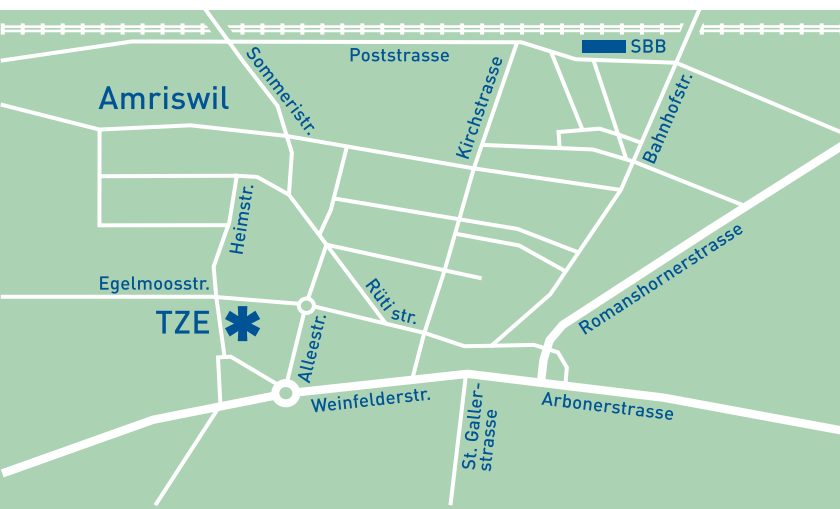 SBB
Poststrasse
Sommeristr.
Amriswil
Kirchstrasse
Bahnhofstr.
Heimstr.
Egelmoosstr.
TZE
Rüti str.
Romanshornerstrasse
Alleestr.
Weinfelderstr.
Arbonerstrasse
St. Galler-
strasse